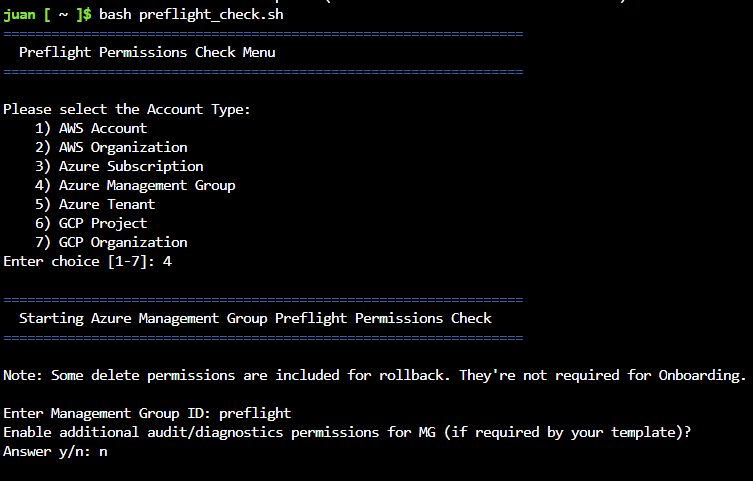 juan [ ~ ]$ bash preflight_check.sh
=================================================================
  Preflight Permissions Check Menu
=================================================================
Please select the Account Type:
    1) AWS Account
    2) AWS Organization
    3) Azure Subscription
    4) Azure Management Group
    5) Azure Tenant
    6) GCP Project
    7) GCP Organization
Enter choice [1-7]: 4
=================================================================
  Starting Azure Management Group Preflight Permissions Check
=================================================================
Note: Some delete permissions are included for rollback. They're not required for Onboarding.
Enter Management Group ID: preflight
Enable additional audit/diagnostics permissions for MG (if required by your template)?
Answer y/n: n